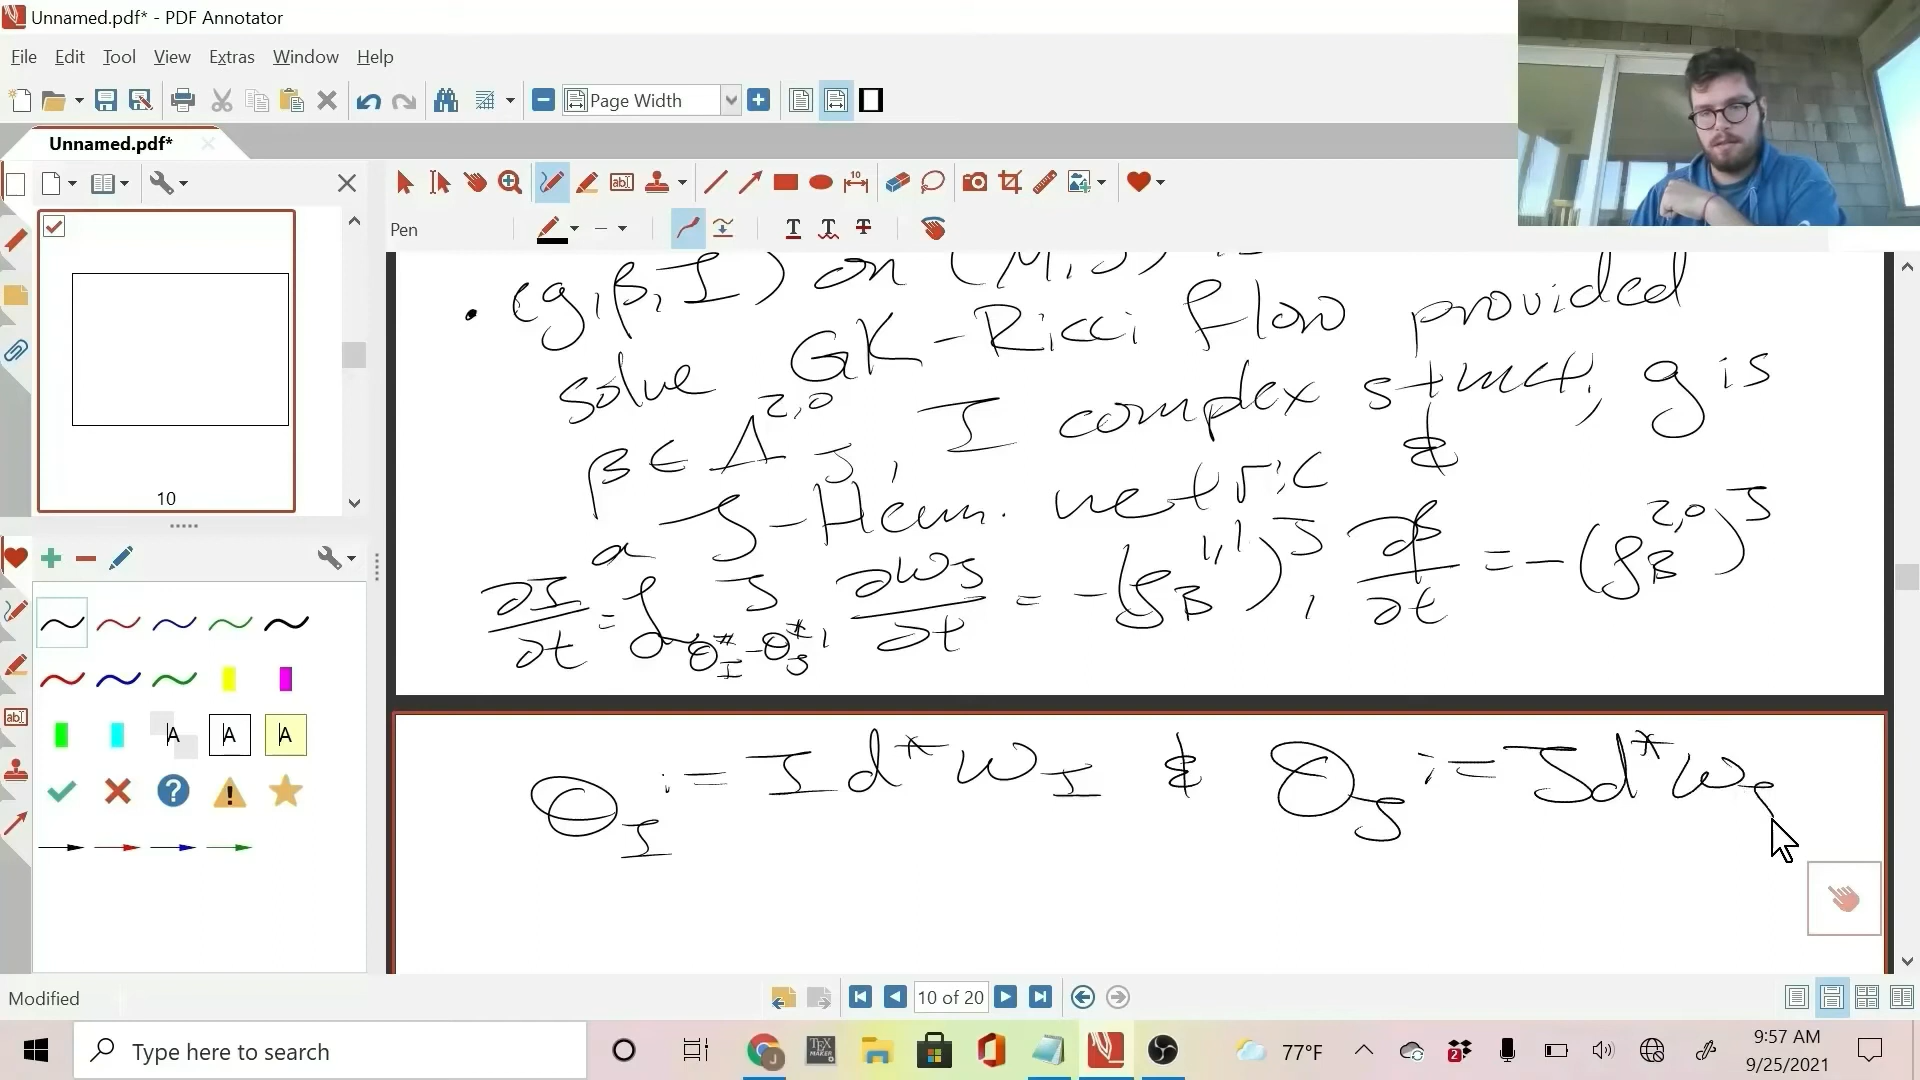 Unnamed.pdf* - PDF Annotator
File Edit Tool View Extras Window Help
Page Width
Unnamed.pdf*
Pen
10
• (g, β, I) on (M, J)
solve GK-Ricci flow provided
β ∈ Λ^{2,0}_J, I complex struct, g is
a J-Herm. metric &
∂I/∂t = L_{θ_I^# - θ_J^#} J, ∂ω_J/∂t = -(ρ_B^{1,1})^J, ∂β/∂t = -(ρ_B^{2,0})^J
θ_I := I d*ω_I & θ_J := J d*ω_J
Modified
10 of 20
Type here to search
77°F
9:57 AM
9/25/2021